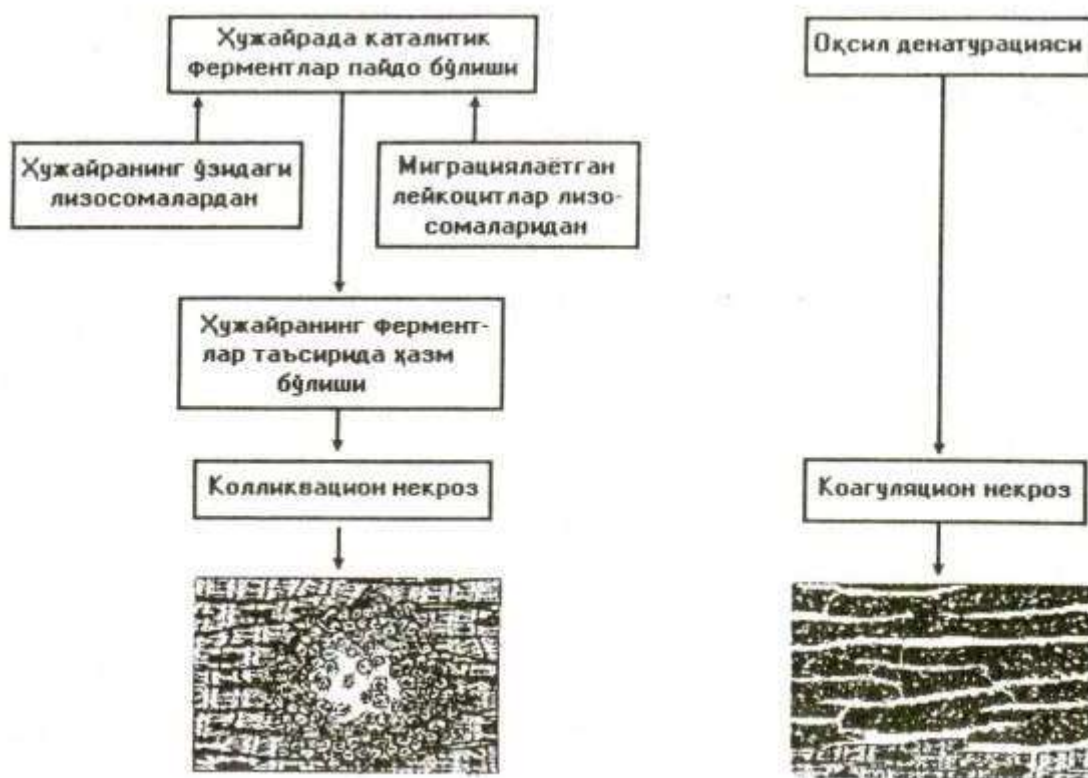 Ҳужайрада каталитик
ферментлар пайдо бўлиши
Оқсил денатурацияси
Ҳужайранинг ўзидаги
лизосомалардан
Миграциялаётган
лейкоцитлар лизо-
сомаларидан
Ҳужайранинг фермент-
лар таъсирида ҳазм
бўлиши
Колликвацион некроз
Коагуляцион некроз